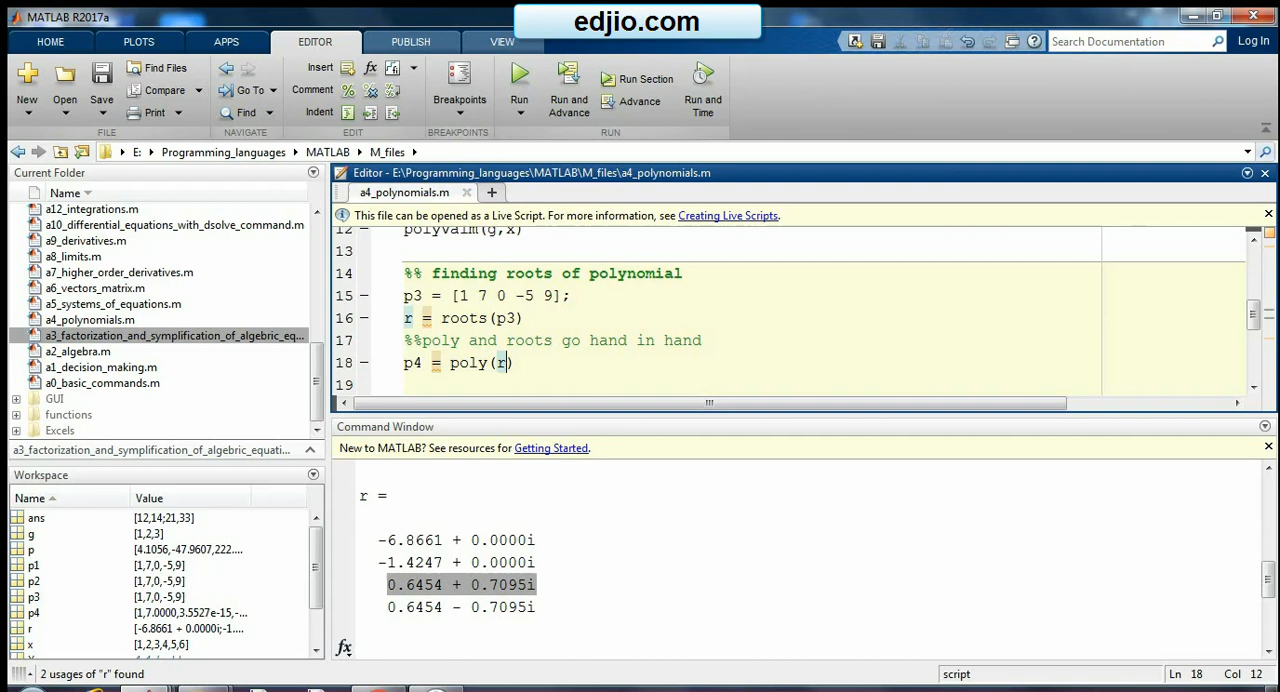 edjio.com
MATLAB R2017a
HOME PLOTS APPS EDITOR PUBLISH VIEW
Search Documentation
Log In
New Open Save
Find Files
Compare
Print
FILE
Go To
Find
NAVIGATE
Insert fx
Comment
Indent
EDIT
Breakpoints
BREAKPOINTS
Run
Run and Advance
Run Section
Advance
Run and Time
RUN
E: Programming_languages MATLAB M_files
Current Folder
Name
a12_integrations.m
a10_differential_equations_with_dsolve_command.m
a9_derivatives.m
a8_limits.m
a7_higher_order_derivatives.m
a6_vectors_matrix.m
a5_systems_of_equations.m
a4_polynomials.m
a3_factorization_and_symplification_of_algebric_eq...
a2_algebra.m
a1_decision_making.m
a0_basic_commands.m
GUI
functions
Excels
a3_factorization_and_symplification_of_algebric_equati...
Workspace
Name Value
ans [12,14;21,33]
g [1,2,3]
p [4.1056,-47.9607,222....
p1 [1,7,0,-5,9]
p2 [1,7,0,-5,9]
p3 [1,7,0,-5,9]
p4 [1,7.0000,3.5527e-15,-...
r [-6.8661 + 0.0000i;-1....
x [1,2,3,4,5,6]
Editor - E:\Programming_languages\MATLAB\M_files\a4_polynomials.m
a4_polynomials.m
This file can be opened as a Live Script. For more information, see Creating Live Scripts.
12 polyvalm(g,x)
13
14 %% finding roots of polynomial
15 p3 = [1 7 0 -5 9];
16 r = roots(p3)
17 %%poly and roots go hand in hand
18 p4 = poly(r)
19
Command Window
New to MATLAB? See resources for Getting Started.
r =
-6.8661 + 0.0000i
-1.4247 + 0.0000i
0.6454 + 0.7095i
0.6454 - 0.7095i
fx
2 usages of "r" found
script
Ln 18 Col 12